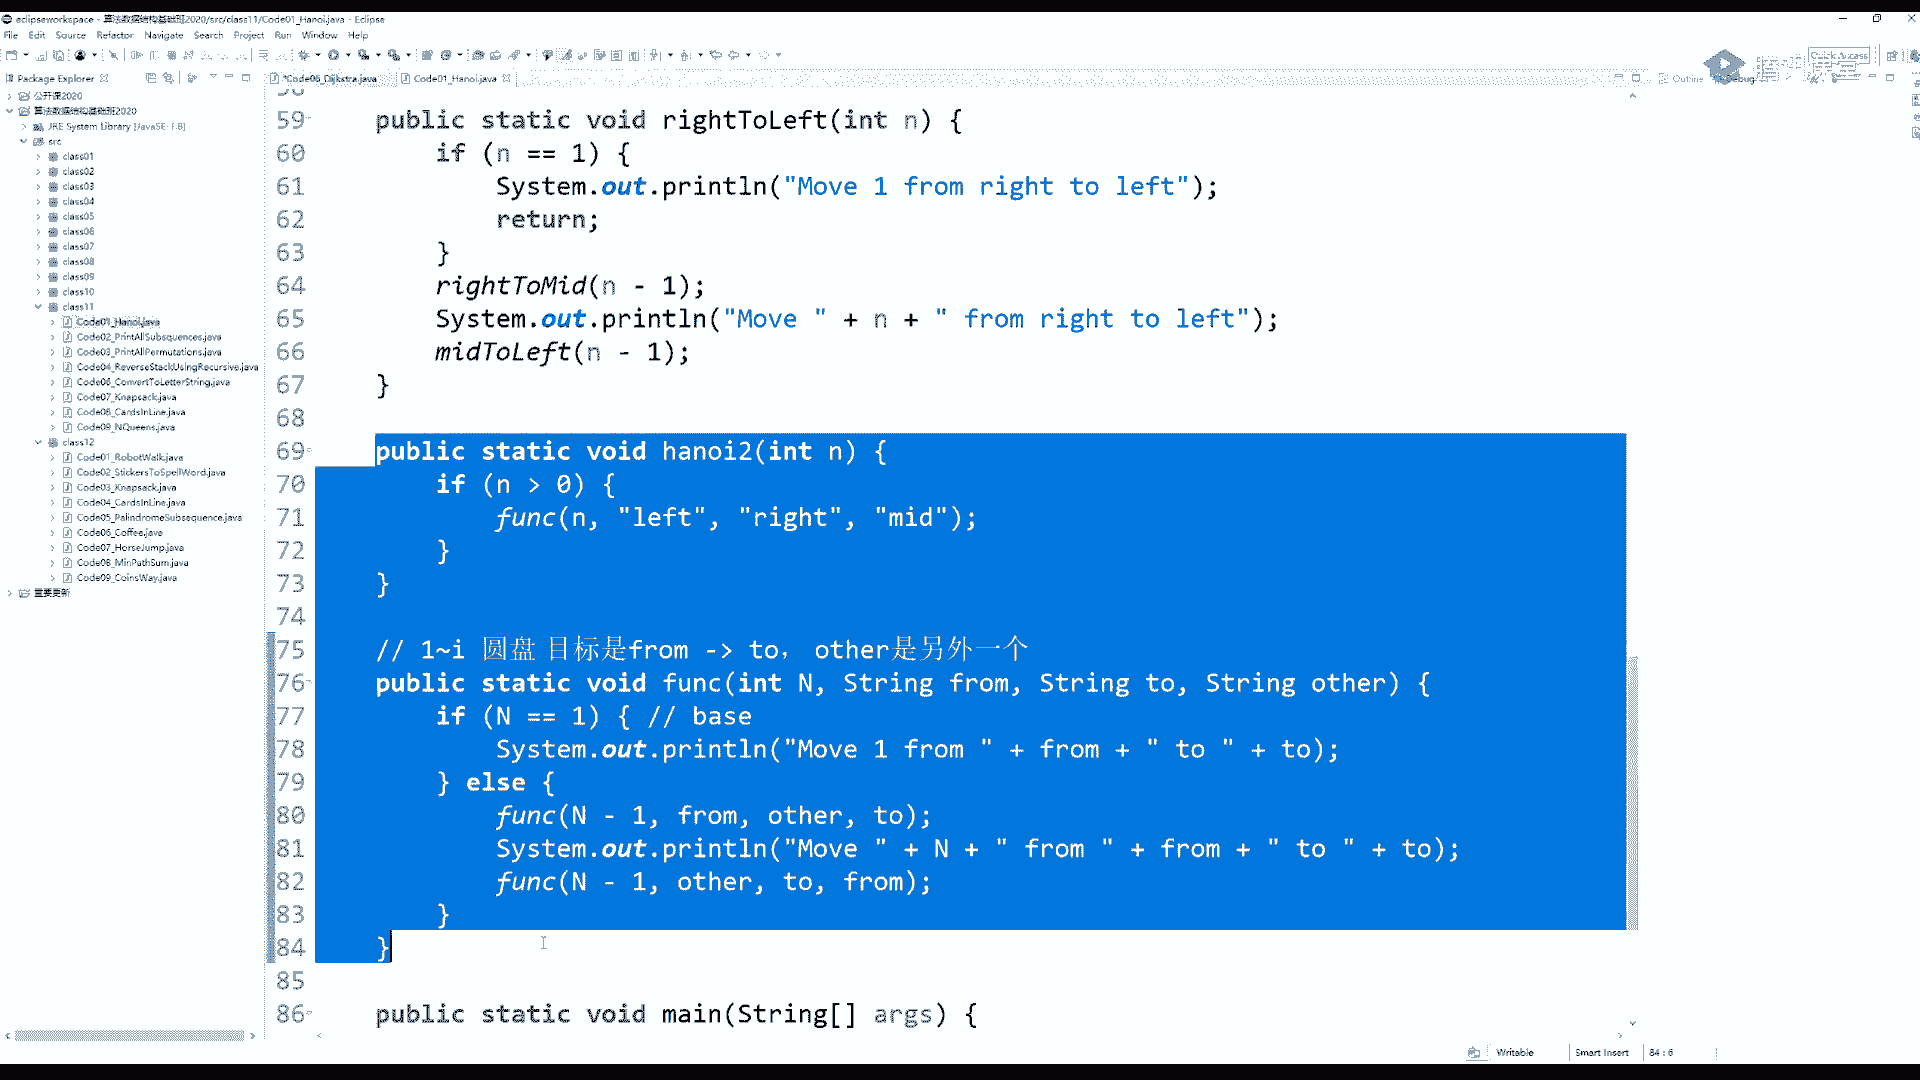 eclipseworkspace - 算法数据结构基础班2020/src/class11/Code01_Hanoi.java - Eclipse
File Edit Source Refactor Navigate Search Project Run Window Help
Quick Access
Package Explorer
*Code06_Dijkstra.java
Code01_Hanoi.java
Outline
Debug
公开课2020
算法数据结构基础班2020
JRE System Library [JavaSE-1.8]
src
class01
class02
class03
class04
class05
class06
class07
class08
class09
class10
class11
Code01_Hanoi.java
Code02_PrintAllSubsquences.java
Code03_PrintAllPermutations.java
Code04_ReverseStackUsingRecursive.java
Code06_ConvertToLetterString.java
Code07_Knapsack.java
Code08_CardsInLine.java
Code09_NQueens.java
class12
Code01_RobotWalk.java
Code02_StickersToSpellWord.java
Code03_Knapsack.java
Code04_CardsInLine.java
Code05_PalindromeSubsequence.java
Code06_Coffee.java
Code07_HorseJump.java
Code08_MinPathSum.java
Code09_CoinsWay.java
重要更新
59 public static void rightToLeft(int n) {
60 if (n == 1) {
61 System.out.println("Move 1 from right to left");
62 return;
63 }
64 rightToMid(n - 1);
65 System.out.println("Move " + n + " from right to left");
66 midToLeft(n - 1);
67 }
68
69 public static void hanoi2(int n) {
70 if (n > 0) {
71 func(n, "left", "right", "mid");
72 }
73 }
74
75 // 1~i 圆盘 目标是from -> to， other是另外一个
76 public static void func(int N, String from, String to, String other) {
77 if (N == 1) { // base
78 System.out.println("Move 1 from " + from + " to " + to);
79 } else {
80 func(N - 1, from, other, to);
81 System.out.println("Move " + N + " from " + from + " to " + to);
82 func(N - 1, other, to, from);
83 }
84 }
85
86 public static void main(String[] args) {
Writable Smart Insert 84 : 6